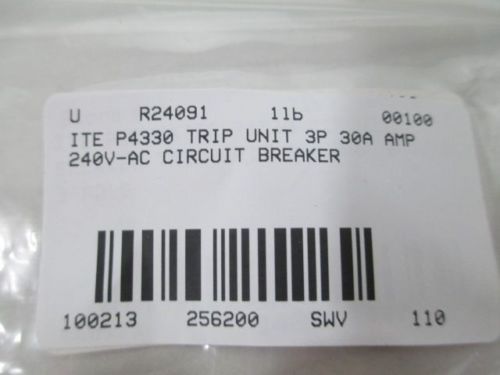 U R24091 1lb 00100
ITE P4330 TRIP UNIT 3P 30A AMP
240V-AC CIRCUIT BREAKER
100213 256200 SWV 110